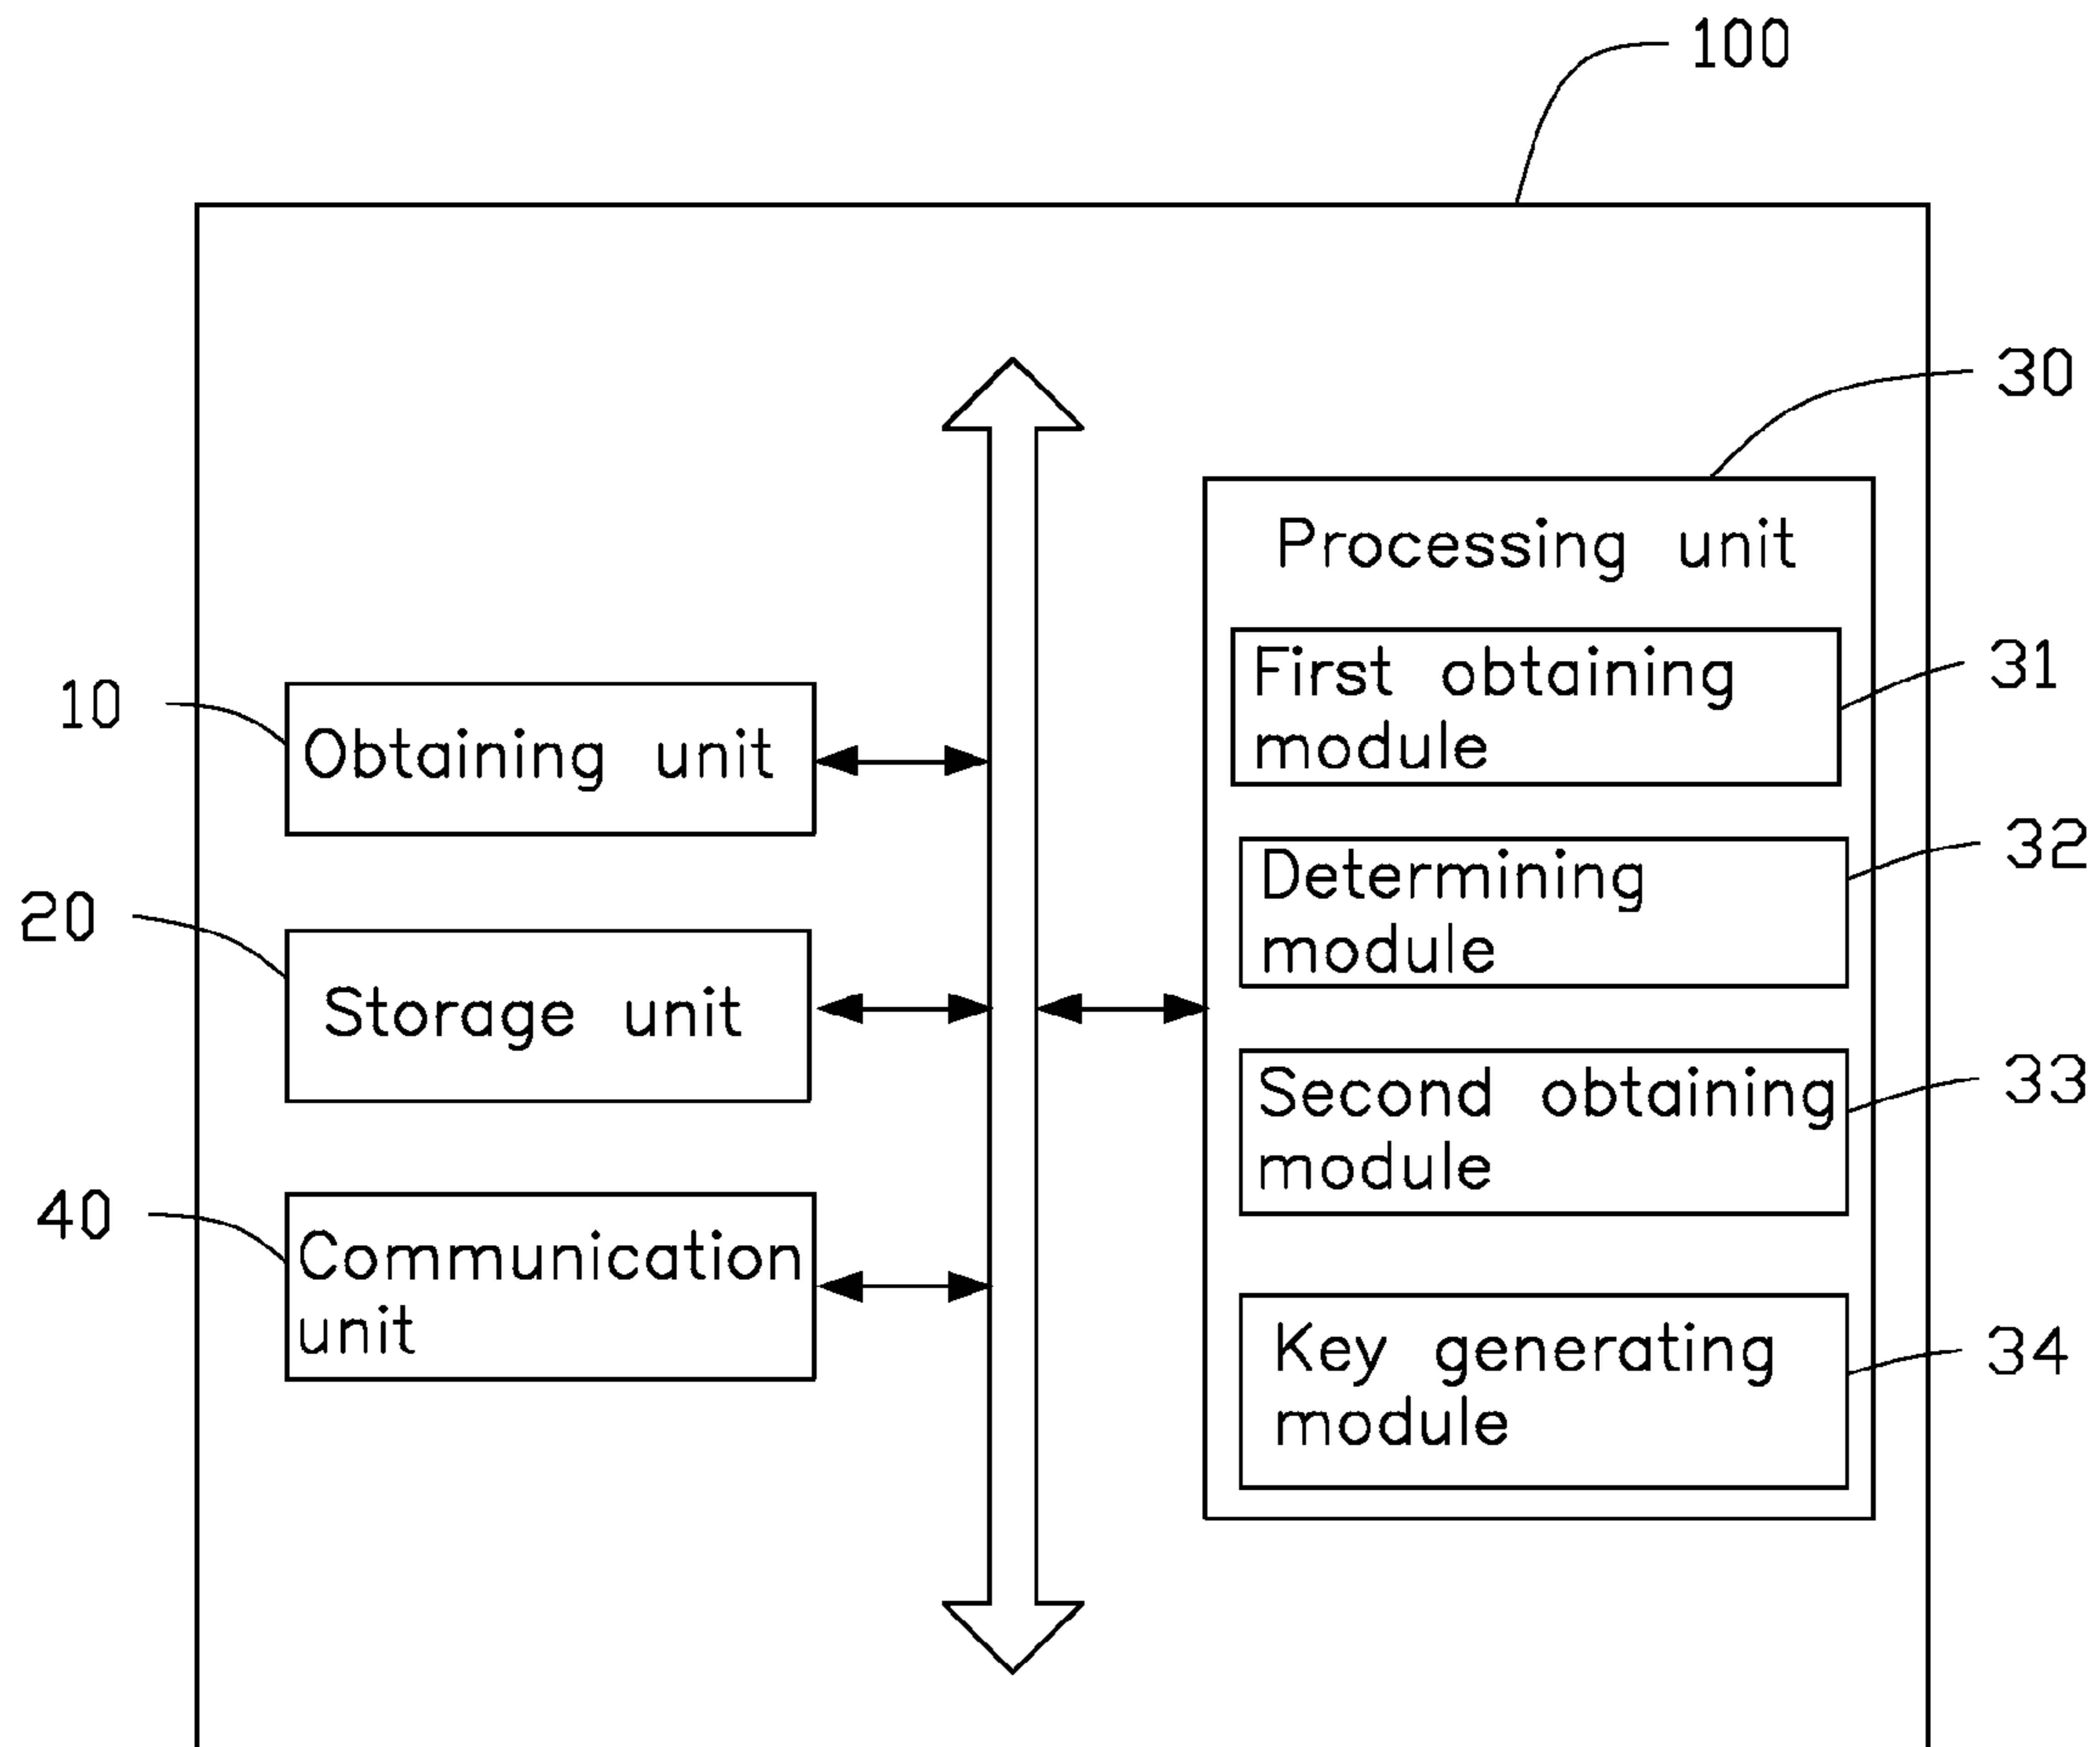 100
30
Processing unit
31
First obtaining
module
10
Obtaining unit
32
Determining
module
20
Storage unit
33
Second obtaining
module
40
Communication
unit
34
Key generating
module